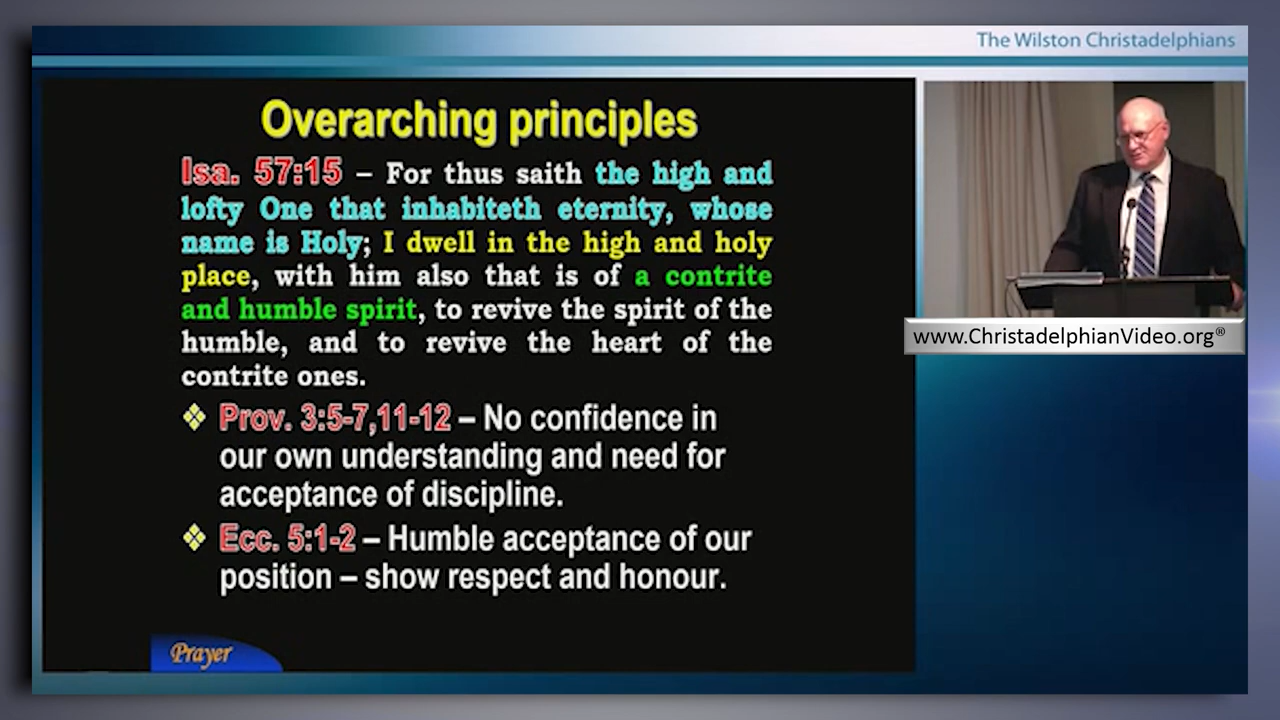 The Wilston Christadelphians
Overarching principles
Isa. 57:15 – For thus saith the high and
lofty One that inhabiteth eternity, whose
name is Holy; I dwell in the high and holy
place, with him also that is of a contrite
and humble spirit, to revive the spirit of the
humble, and to revive the heart of the
contrite ones.
❖ Prov. 3:5-7,11-12 – No confidence in
our own understanding and need for
acceptance of discipline.
❖ Ecc. 5:1-2 – Humble acceptance of our
position – show respect and honour.
Prayer
www.ChristadelphianVideo.org®